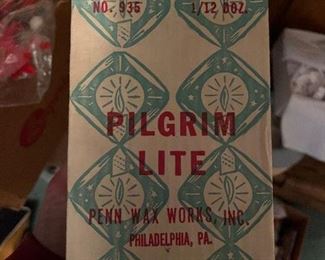 NO. 935 1/12 DOZ.
PILGRIM
LITE
PENN WAX WORKS, INC.
PHILADELPHIA, PA.